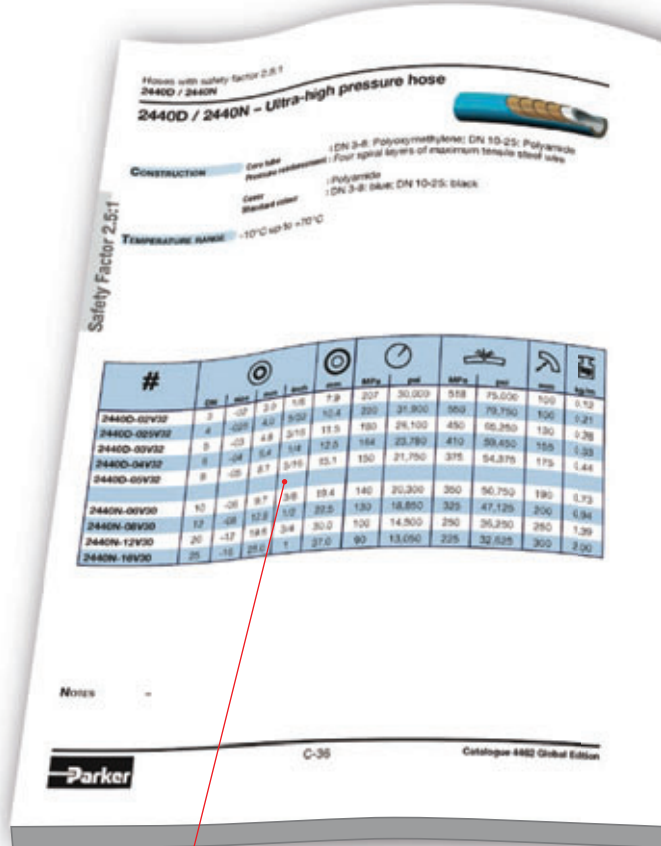 Hoses with safety factor 2.5:1
2440D / 2440N
2440D / 2440N – Ultra-high pressure hose
CONSTRUCTION
Core tube : DN 3-8: Polyoxymethylene; DN 10-25: Polyamide
Pressure reinforcement : Four spiral layers of maximum tensile steel wire
Cover : Polyamide
Standard colour : DN 3-8: blue; DN 10-25: black
TEMPERATURE RANGE -10°C up to +70°C
Safety Factor 2.5:1
#
DN size mm inch mm MPa psi MPa psi mm kg/m
2440D-02V32 3 -02 3.0 1/8 7.9 207 30,000 518 75,000 100 0.12
2440D-025V32 4 -025 4.0 5/32 10.4 220 31,900 550 79,750 100 0.21
2440D-03V32 5 -03 4.8 3/16 11.5 180 26,100 450 65,250 130 0.26
2440D-04V32 6 -04 6.4 1/4 164 23,780 410 59,450 155 0.33
2440D-05V32 8 -05 8.1 5/16 15.1 150 21,750 375 54,375 175 0.44
2440N-06V30 10 -06 9.7 3/8 19.4 140 20,300 350 50,750 190 0.73
2440N-08V30 12 -08 1/2 22.5 130 18,850 325 47,125 200 0.94
2440N-12V30 20 -12 3/4 30.0 100 14,500 250 36,250 280 1.39
2440N-16V30 25 -16 25.0 1 37.0 90 13,050 225 32,625 300 2.00
NOTES –
Parker
C-36
Catalogue 4462 Global Edition